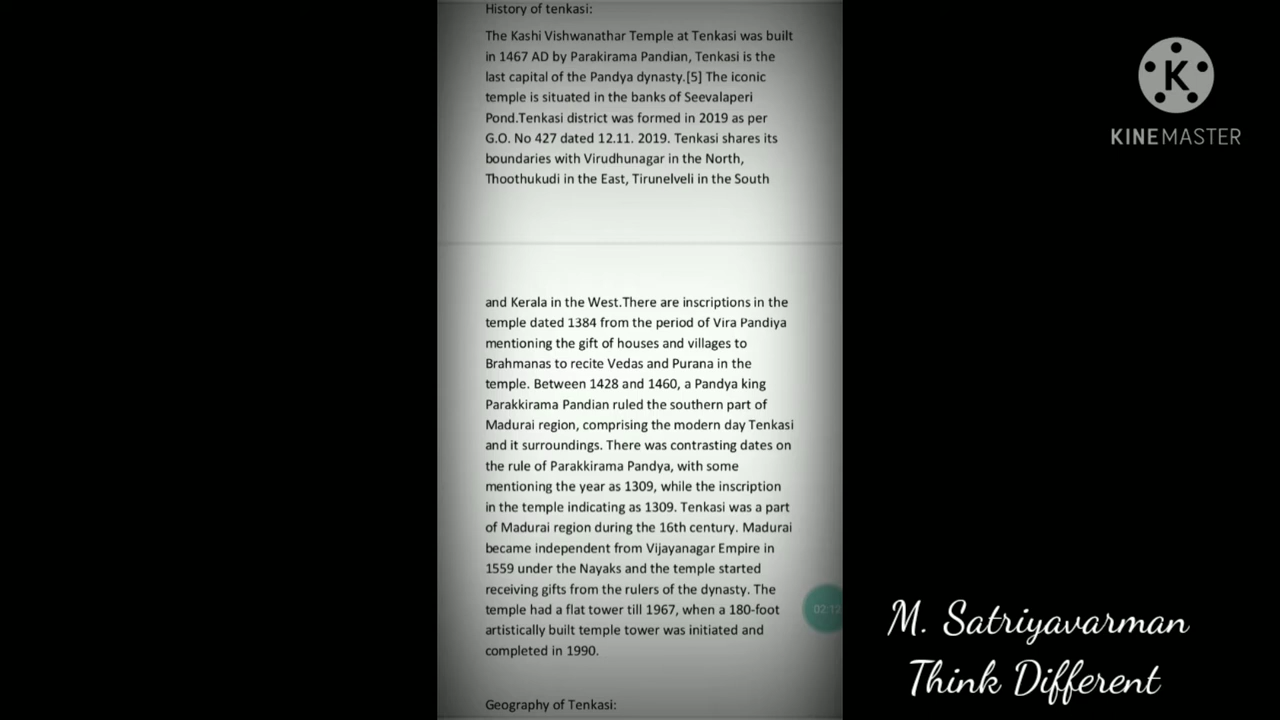 History of tenkasi:
The Kashi Vishwanathar Temple at Tenkasi was built
in 1467 AD by Parakirama Pandian, Tenkasi is the
last capital of the Pandya dynasty.[5] The iconic
temple is situated in the banks of Seevalaperi
Pond.Tenkasi district was formed in 2019 as per
G.O. No 427 dated 12.11. 2019. Tenkasi shares its
boundaries with Virudhunagar in the North,
Thoothukudi in the East, Tirunelveli in the South
and Kerala in the West.There are inscriptions in the
temple dated 1384 from the period of Vira Pandiya
mentioning the gift of houses and villages to
Brahmanas to recite Vedas and Purana in the
temple. Between 1428 and 1460, a Pandya king
Parakkirama Pandian ruled the southern part of
Madurai region, comprising the modern day Tenkasi
and it surroundings. There was contrasting dates on
the rule of Parakkirama Pandya, with some
mentioning the year as 1309, while the inscription
in the temple indicating as 1309. Tenkasi was a part
of Madurai region during the 16th century. Madurai
became independent from Vijayanagar Empire in
1559 under the Nayaks and the temple started
receiving gifts from the rulers of the dynasty. The
temple had a flat tower till 1967, when a 180-foot
artistically built temple tower was initiated and
completed in 1990.
Geography of Tenkasi:
02:12
K
KINEMASTER
M. Satriyavarman
Think Different